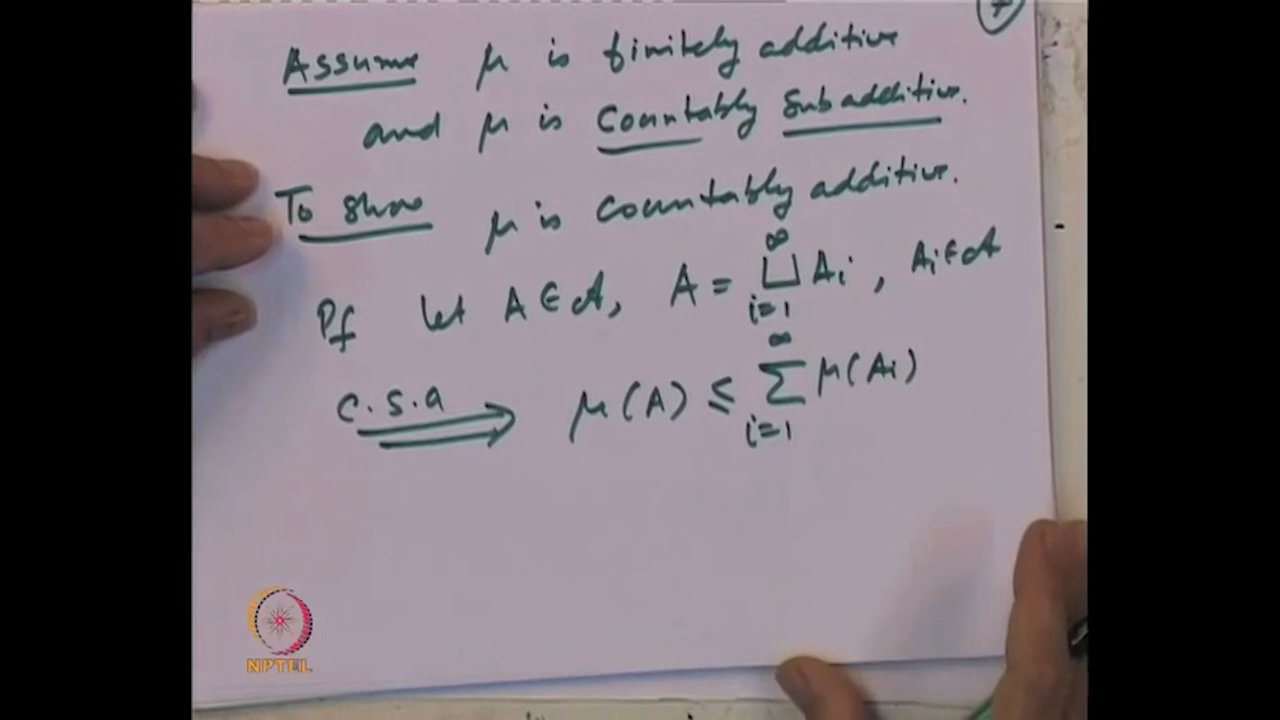 7
Assume μ is finitely additive
and μ is Countably Subadditive.
To show μ is countably additive.
Pf let A ∈ 𝒜, A = ⨆_{i=1}^{∞} Ai , Ai ∈ 𝒜
C.S.a ⟹ μ(A) ≤ ∑_{i=1}^{∞} μ(Ai)
NPTEL